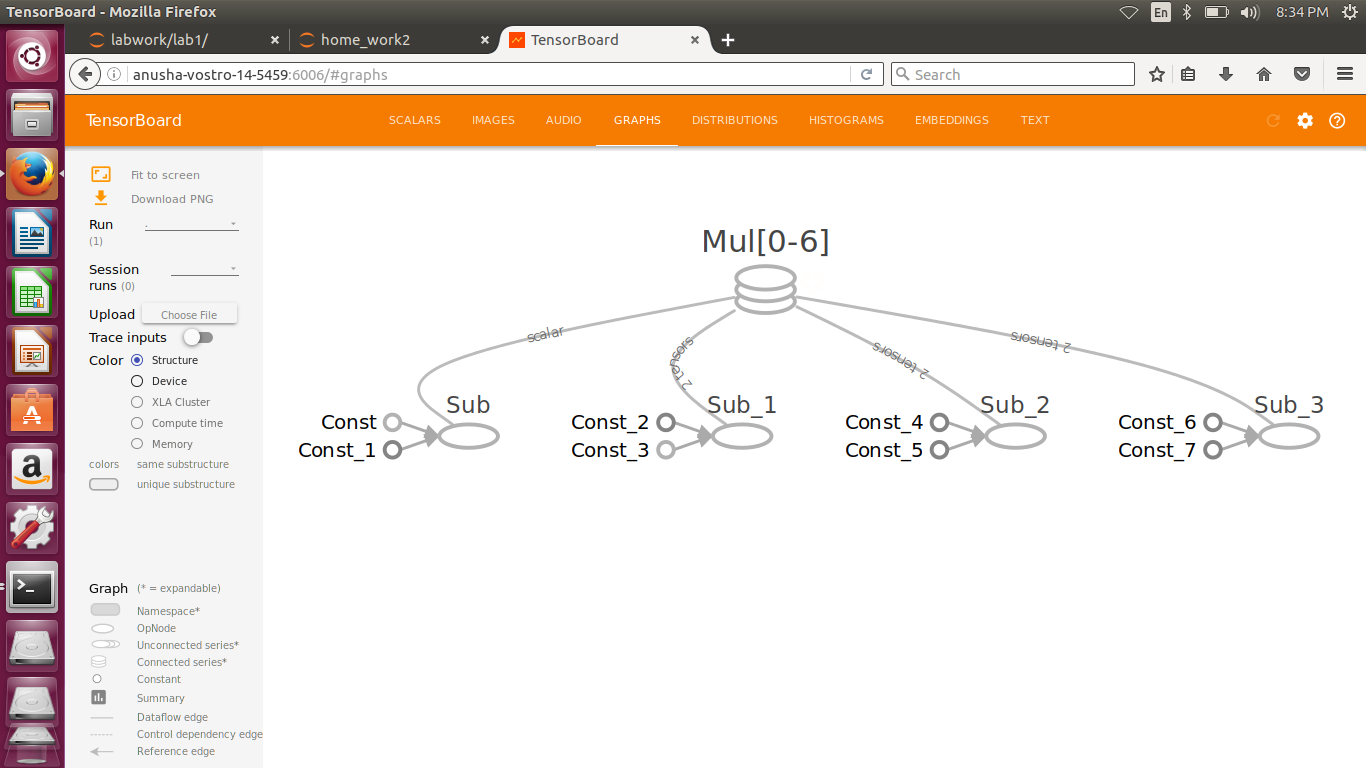 TensorBoard - Mozilla Firefox
En
8:34 PM
labwork/lab1/
home_work2
TensorBoard
anusha-vostro-14-5459:6006/#graphs
Search
TensorBoard
SCALARS
IMAGES
AUDIO
GRAPHS
DISTRIBUTIONS
HISTOGRAMS
EMBEDDINGS
TEXT
Fit to screen
Download PNG
Run
(1)
.
Session
runs (0)
Upload
Choose File
Trace inputs
Color
Structure
Device
XLA Cluster
Compute time
Memory
colors
same substructure
unique substructure
Graph
(* = expandable)
Namespace*
OpNode
Unconnected series*
Connected series*
Constant
Summary
Dataflow edge
Control dependency edge
Reference edge
Mul[0-6]
scalar
2 tensors
2 tensors
2 tensors
Sub
Const
Const_1
Sub_1
Const_2
Const_3
Sub_2
Const_4
Const_5
Sub_3
Const_6
Const_7